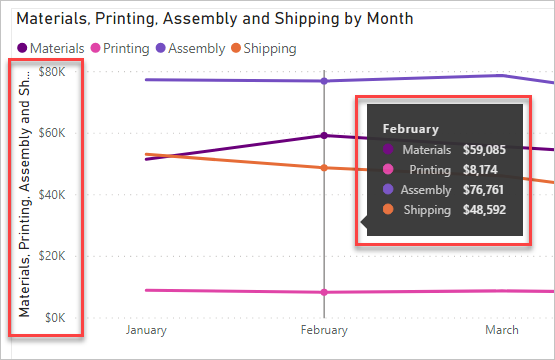 Materials, Printing, Assembly and Shipping by Month
Materials Printing Assembly Shipping
Materials, Printing, Assembly and Sh...
$80K
$60K
$40K
$20K
$0K
February
Materials $59,085
Printing $8,174
Assembly $76,761
Shipping $48,592
January February March